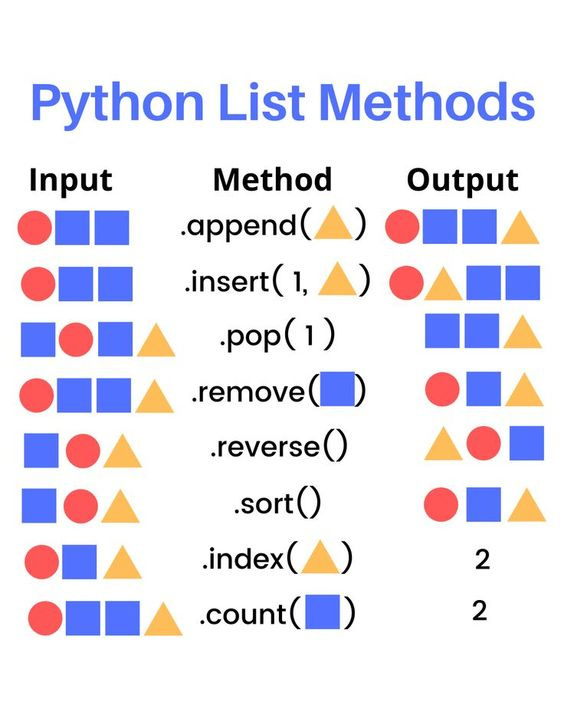 Python List Methods
Input Method Output
.append( )
.insert( 1, )
.pop( 1 )
.remove( )
.reverse()
.sort()
.index( ) 2
.count( ) 2